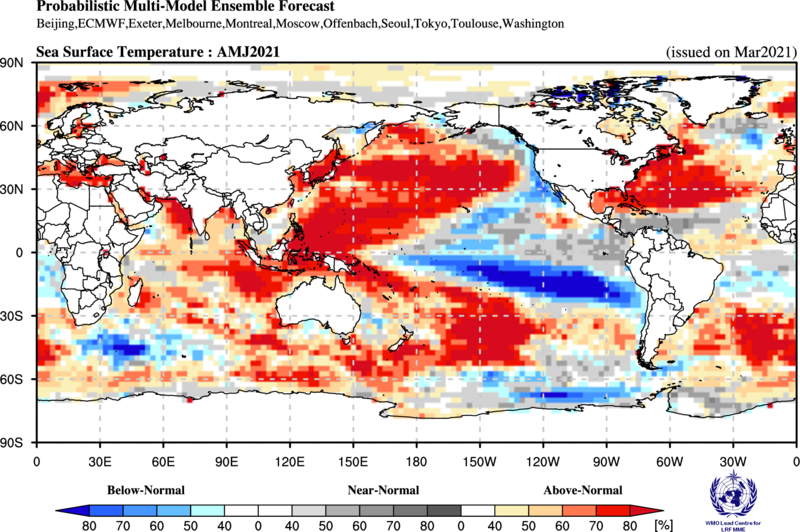 Probabilistic Multi-Model Ensemble Forecast
Beijing,ECMWF,Exeter,Melbourne,Montreal,Moscow,Offenbach,Seoul,Tokyo,Toulouse,Washington
Sea Surface Temperature : AMJ2021 (issued on Mar2021)
90N
60N
30N
0
30S
60S
90S
0 30E 60E 90E 120E 150E 180 150W 120W 90W 60W 30W 0
Below-Normal Near-Normal Above-Normal
80 70 60 50 40 0 40 50 60 70 80 0 40 50 60 70 80 [%]
WMO Lead Centre for
LRFMME